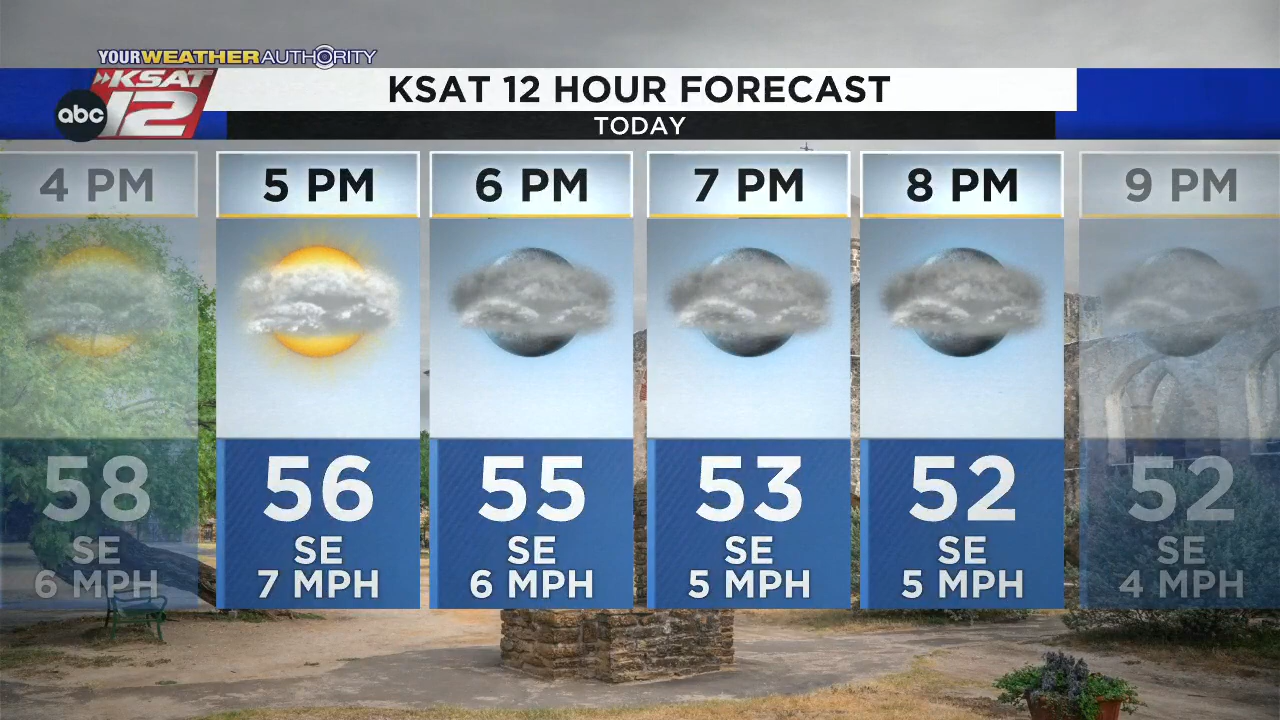 YOUR WEATHER AUTHORITY
KSAT
abc 12
KSAT 12 HOUR FORECAST
TODAY
4 PM 5 PM 6 PM 7 PM 8 PM 9 PM
58 56 55 53 52 52
SE SE SE SE SE SE
6 MPH 7 MPH 6 MPH 5 MPH 5 MPH 4 MPH